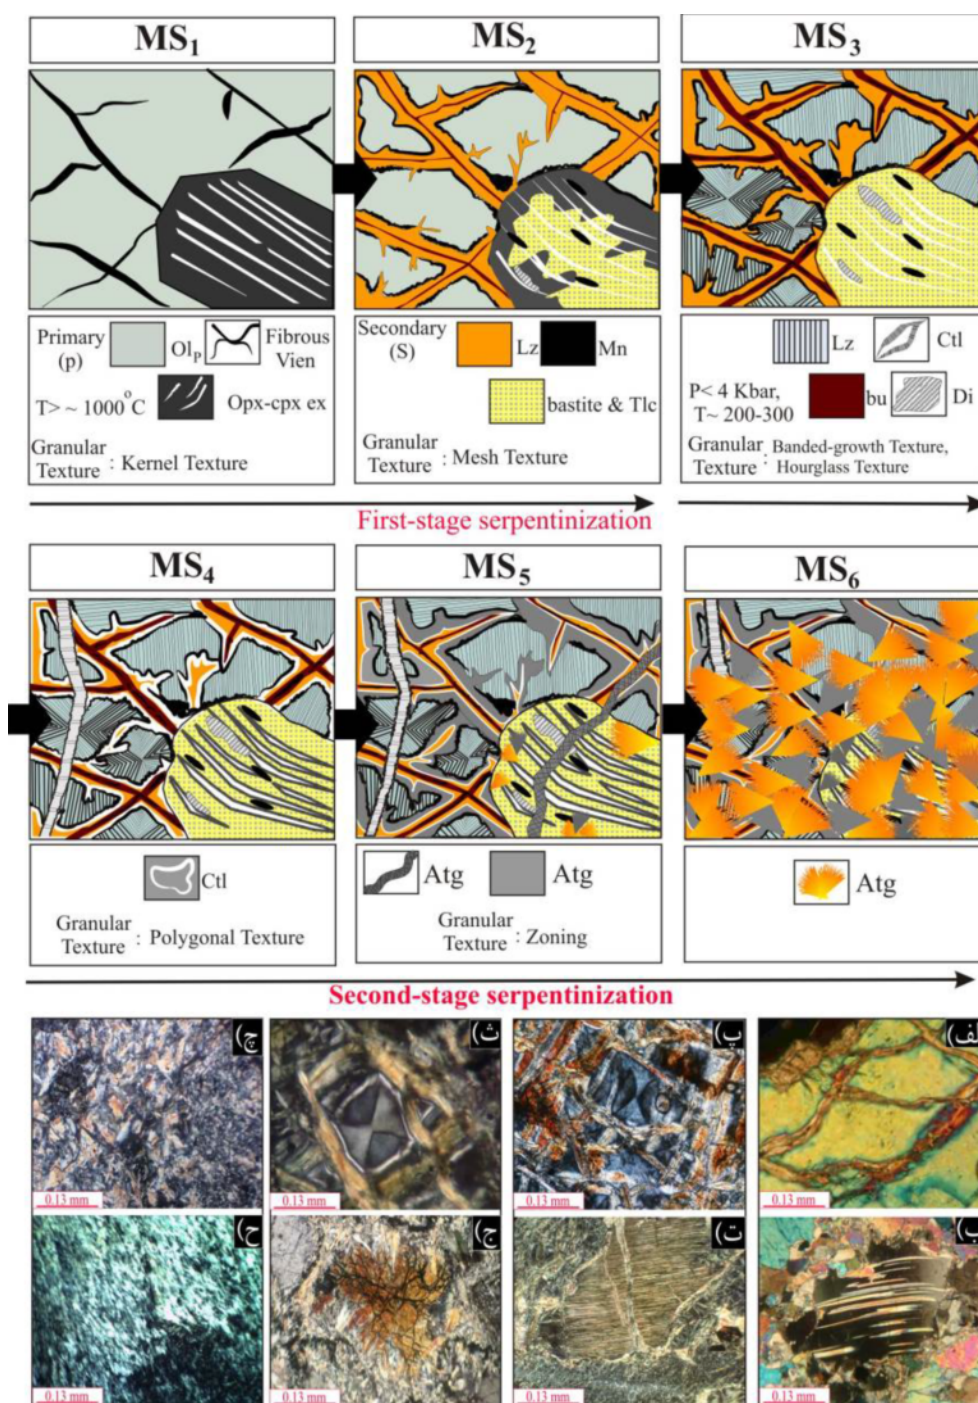 MS1
MS2
MS3
Primary
(p)
OlP
Fibrous
Vien
T> ~ 1000°C
Opx-cpx ex
Granular
Texture : Kernel Texture
Secondary
(S)
Lz
Mn
bastite & Tlc
Granular
Texture : Mesh Texture
Lz
Ctl
P< 4 Kbar,
T~ 200-300
bu
Di
Granular
Texture : Banded-growth Texture,
Hourglass Texture
First-stage serpentinization
MS4
MS5
MS6
Ctl
Granular
Texture : Polygonal Texture
Atg
Atg
Granular
Texture : Zoning
Atg
Second-stage serpentinization
چ)
ث)
پ)
الف)
0.13 mm
0.13 mm
0.13 mm
0.13 mm
ح)
ج)
ت)
ب)
0.13 mm
0.13 mm
0.13 mm
0.13 mm